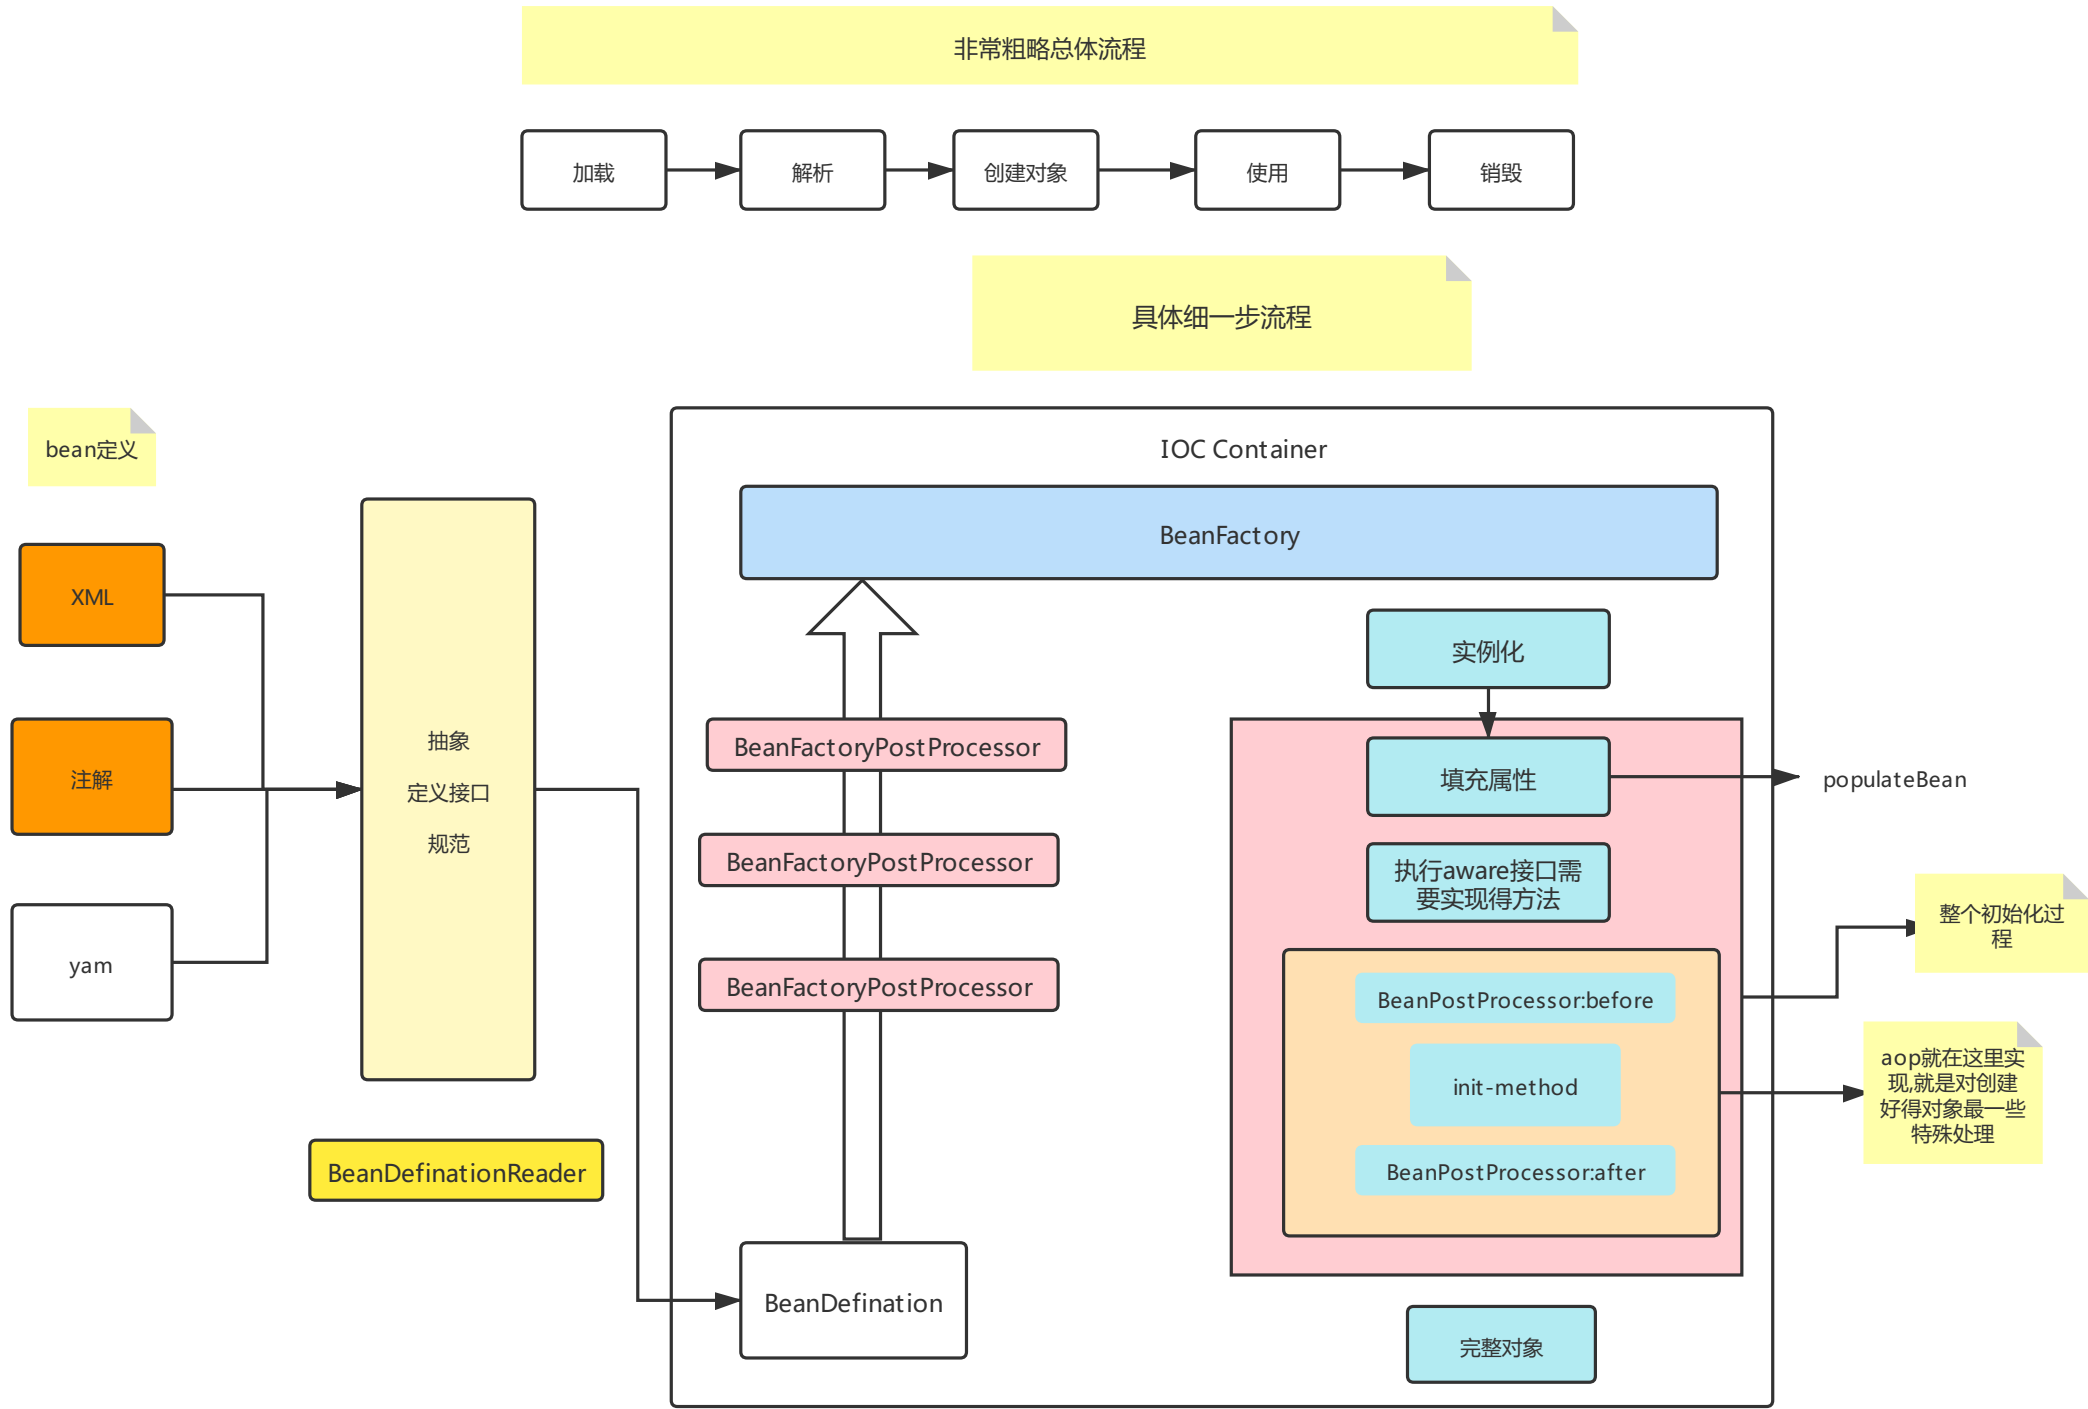 非常粗略总体流程
加载
解析
创建对象
使用
销毁
具体细一步流程
bean定义
XML
注解
yam
抽象
定义接口
规范
BeanDefinationReader
IOC Container
BeanFactory
BeanFactoryPostProcessor
BeanFactoryPostProcessor
BeanFactoryPostProcessor
BeanDefination
实例化
填充属性
populateBean
执行aware接口需
要实现得方法
BeanPostProcessor:before
init-method
BeanPostProcessor:after
完整对象
整个初始化过
程
aop就在这里实
现,就是对创建
好得对象最一些
特殊处理